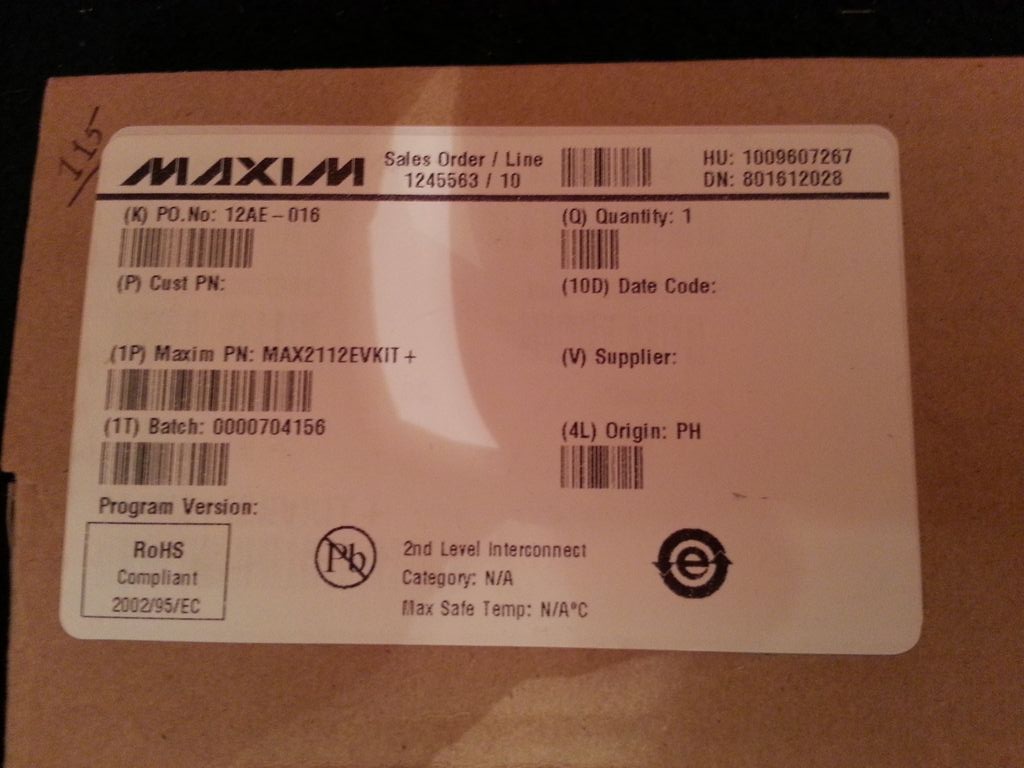 115
MAXIM
Sales Order / Line
1245563 / 10
HU: 1009607267
DN: 801612028
(K) PO.No: 12AE-016
(Q) Quantity: 1
(P) Cust PN:
(10D) Date Code:
(1P) Maxim PN: MAX2112EVKIT+
(V) Supplier:
(1T) Batch: 0000704156
(4L) Origin: PH
Program Version:
RoHS
Compliant
2002/95/EC
Pb
2nd Level Interconnect
Category: N/A
Max Safe Temp: N/A°C
e